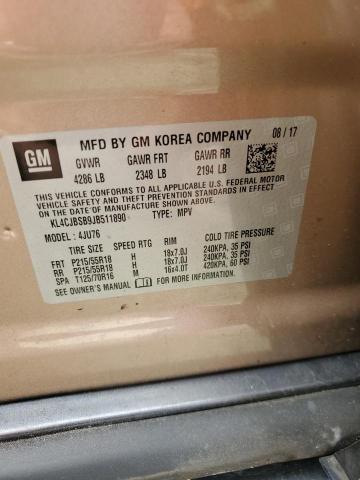 GM
MFD BY GM KOREA COMPANY 08/17
GVWR GAWR FRT GAWR RR
4286 LB 2348 LB 2194 LB
THIS VEHICLE CONFORMS TO ALL APPLICABLE U.S. FEDERAL MOTOR
VEHICLE SAFETY, BUMPER, AND THEFT PREVENTION STANDARDS IN EFFECT
ON THE DATE OF MANUFACTURE SHOWN ABOVE.
KL4CJBSB9JB511890 TYPE: MPV
MODEL: 4JU76
TIRE SIZE SPEED RTG RIM COLD TIRE PRESSURE
FRT P215/55R18 H 18x7.0J 240KPA, 35 PSI
RR P215/55R18 H 18x7.0J 240KPA, 35 PSI
SPA T125/70R16 M 16x4.0T 420KPA, 60 PSI
SEE OWNER'S MANUAL FOR ADDITIONAL INFORMATION